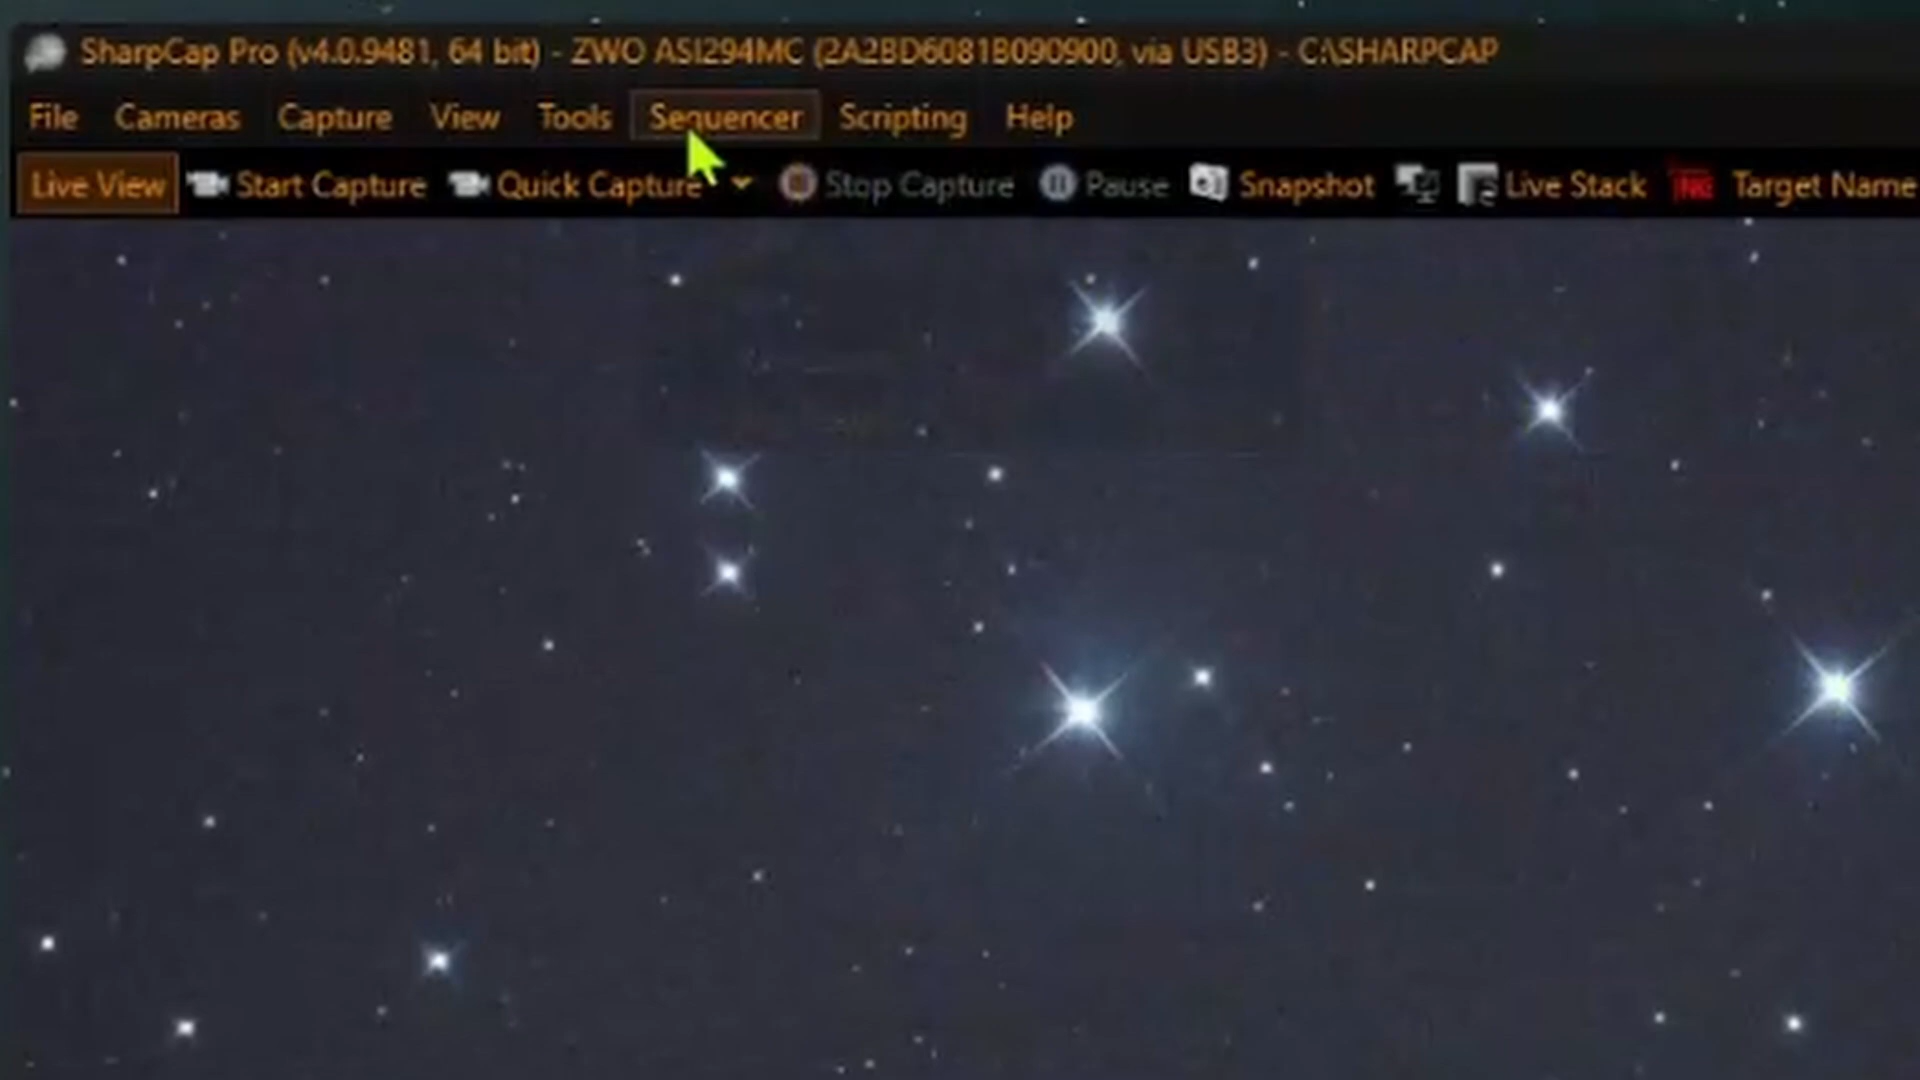 SharpCap Pro (v4.0.9481, 64 bit) - ZWO ASI294MC (2A2BD6081B090900, via USB3) - C:\SHARPCAP
File Cameras Capture View Tools Sequencer Scripting Help
Live View Start Capture Quick Capture Stop Capture Pause Snapshot Live Stack Target Name